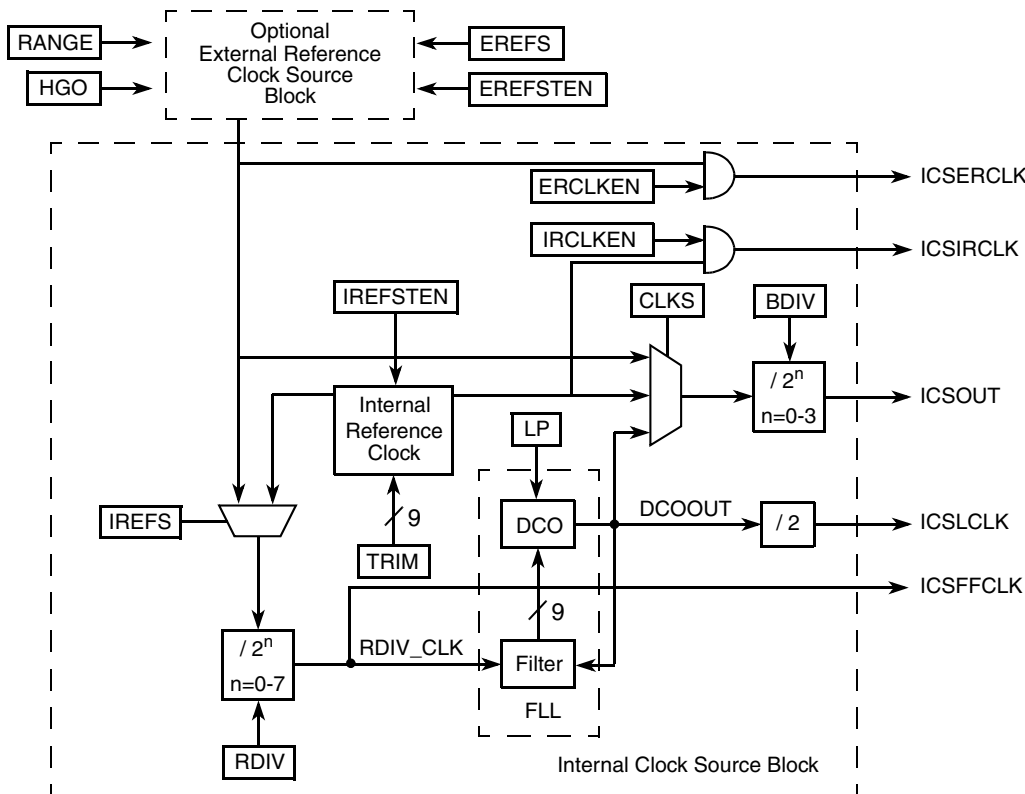 RANGE
HGO
Optional
External Reference
Clock Source
Block
EREFS
EREFSTEN
ERCLKEN
ICSERCLK
IRCLKEN
ICSIRCLK
IREFSTEN
CLKS
BDIV
Internal
Reference
Clock
/ 2ⁿ
n=0-3
ICSOUT
LP
IREFS
9
TRIM
DCO
DCOOUT
/ 2
ICSLCLK
ICSFFCLK
9
/ 2ⁿ
n=0-7
RDIV_CLK
Filter
FLL
RDIV
Internal Clock Source Block